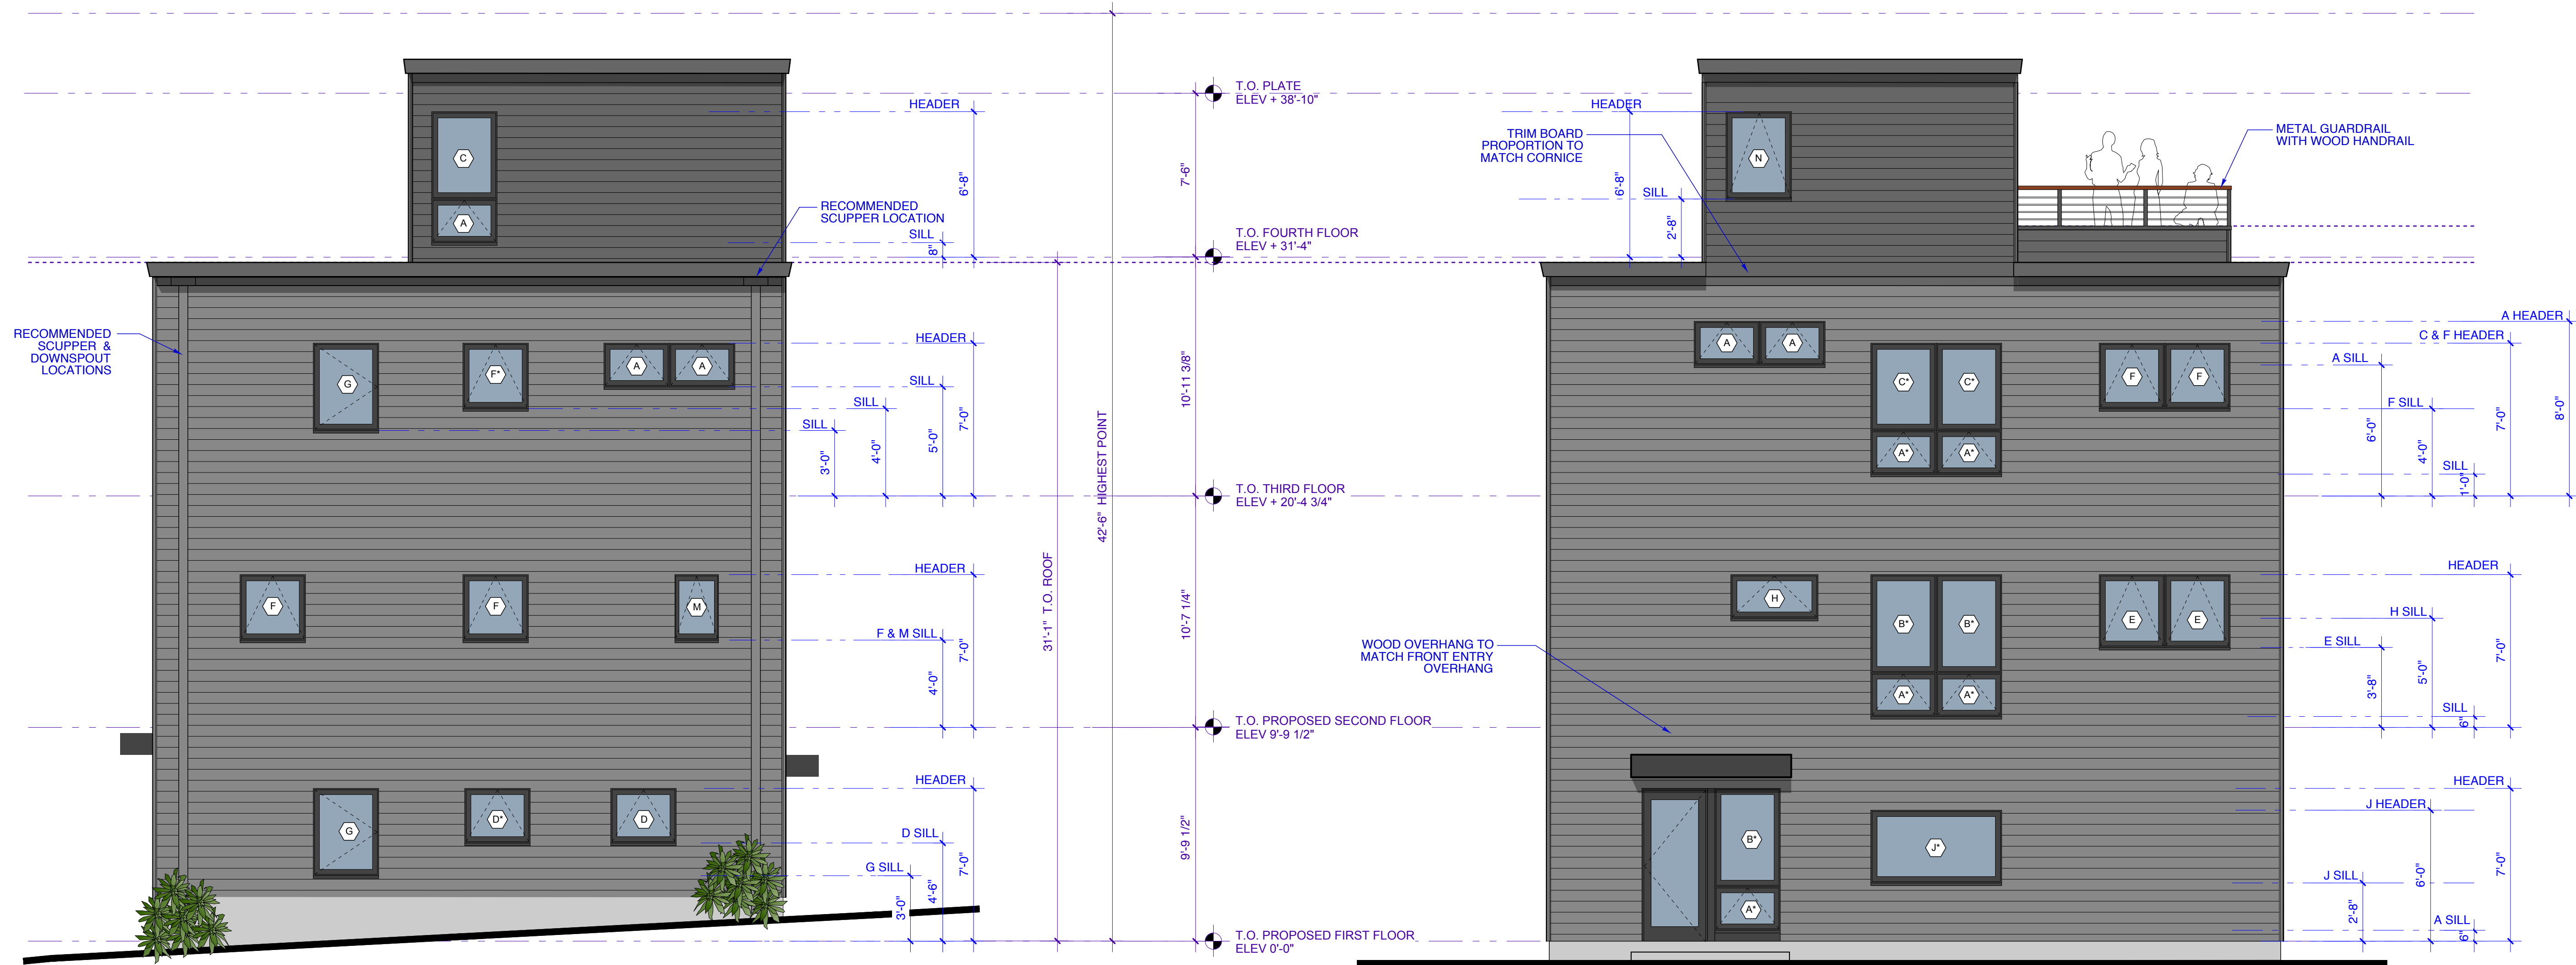 T.O. PLATE
ELEV + 38'-10"
HEADER
HEADER
TRIM BOARD
PROPORTION TO
MATCH CORNICE
METAL GUARDRAIL
WITH WOOD HANDRAIL
C
N
7'-6"
6'-8"
6'-8"
SILL
RECOMMENDED
SCUPPER LOCATION
A
SILL
8"
2'-8"
T.O. FOURTH FLOOR
ELEV + 31'-4"
RECOMMENDED
SCUPPER &
DOWNSPOUT
LOCATIONS
HEADER
G
F*
A
A
SILL
SILL
SILL
3'-0"
4'-0"
5'-0"
7'-0"
10'-11 3/8"
42'-6" HIGHEST POINT
T.O. THIRD FLOOR
ELEV + 20'-4 3/4"
A
A
C*
C*
A*
A*
F
F
A HEADER
C & F HEADER
A SILL
F SILL
SILL
6'-0"
4'-0"
1'-0"
7'-0"
8'-0"
31'-1" T.O. ROOF
HEADER
F
F
M
F & M SILL
4'-0"
7'-0"
10'-7 1/4"
WOOD OVERHANG TO
MATCH FRONT ENTRY
OVERHANG
H
B*
B*
A*
A*
E
E
HEADER
H SILL
E SILL
SILL
3'-8"
5'-0"
6"
7'-0"
T.O. PROPOSED SECOND FLOOR
ELEV 9'-9 1/2"
HEADER
G
D*
D
D SILL
G SILL
3'-0"
4'-6"
7'-0"
9'-9 1/2"
B*
A*
J*
HEADER
J HEADER
J SILL
A SILL
2'-8"
6'-0"
6"
7'-0"
T.O. PROPOSED FIRST FLOOR
ELEV 0'-0"